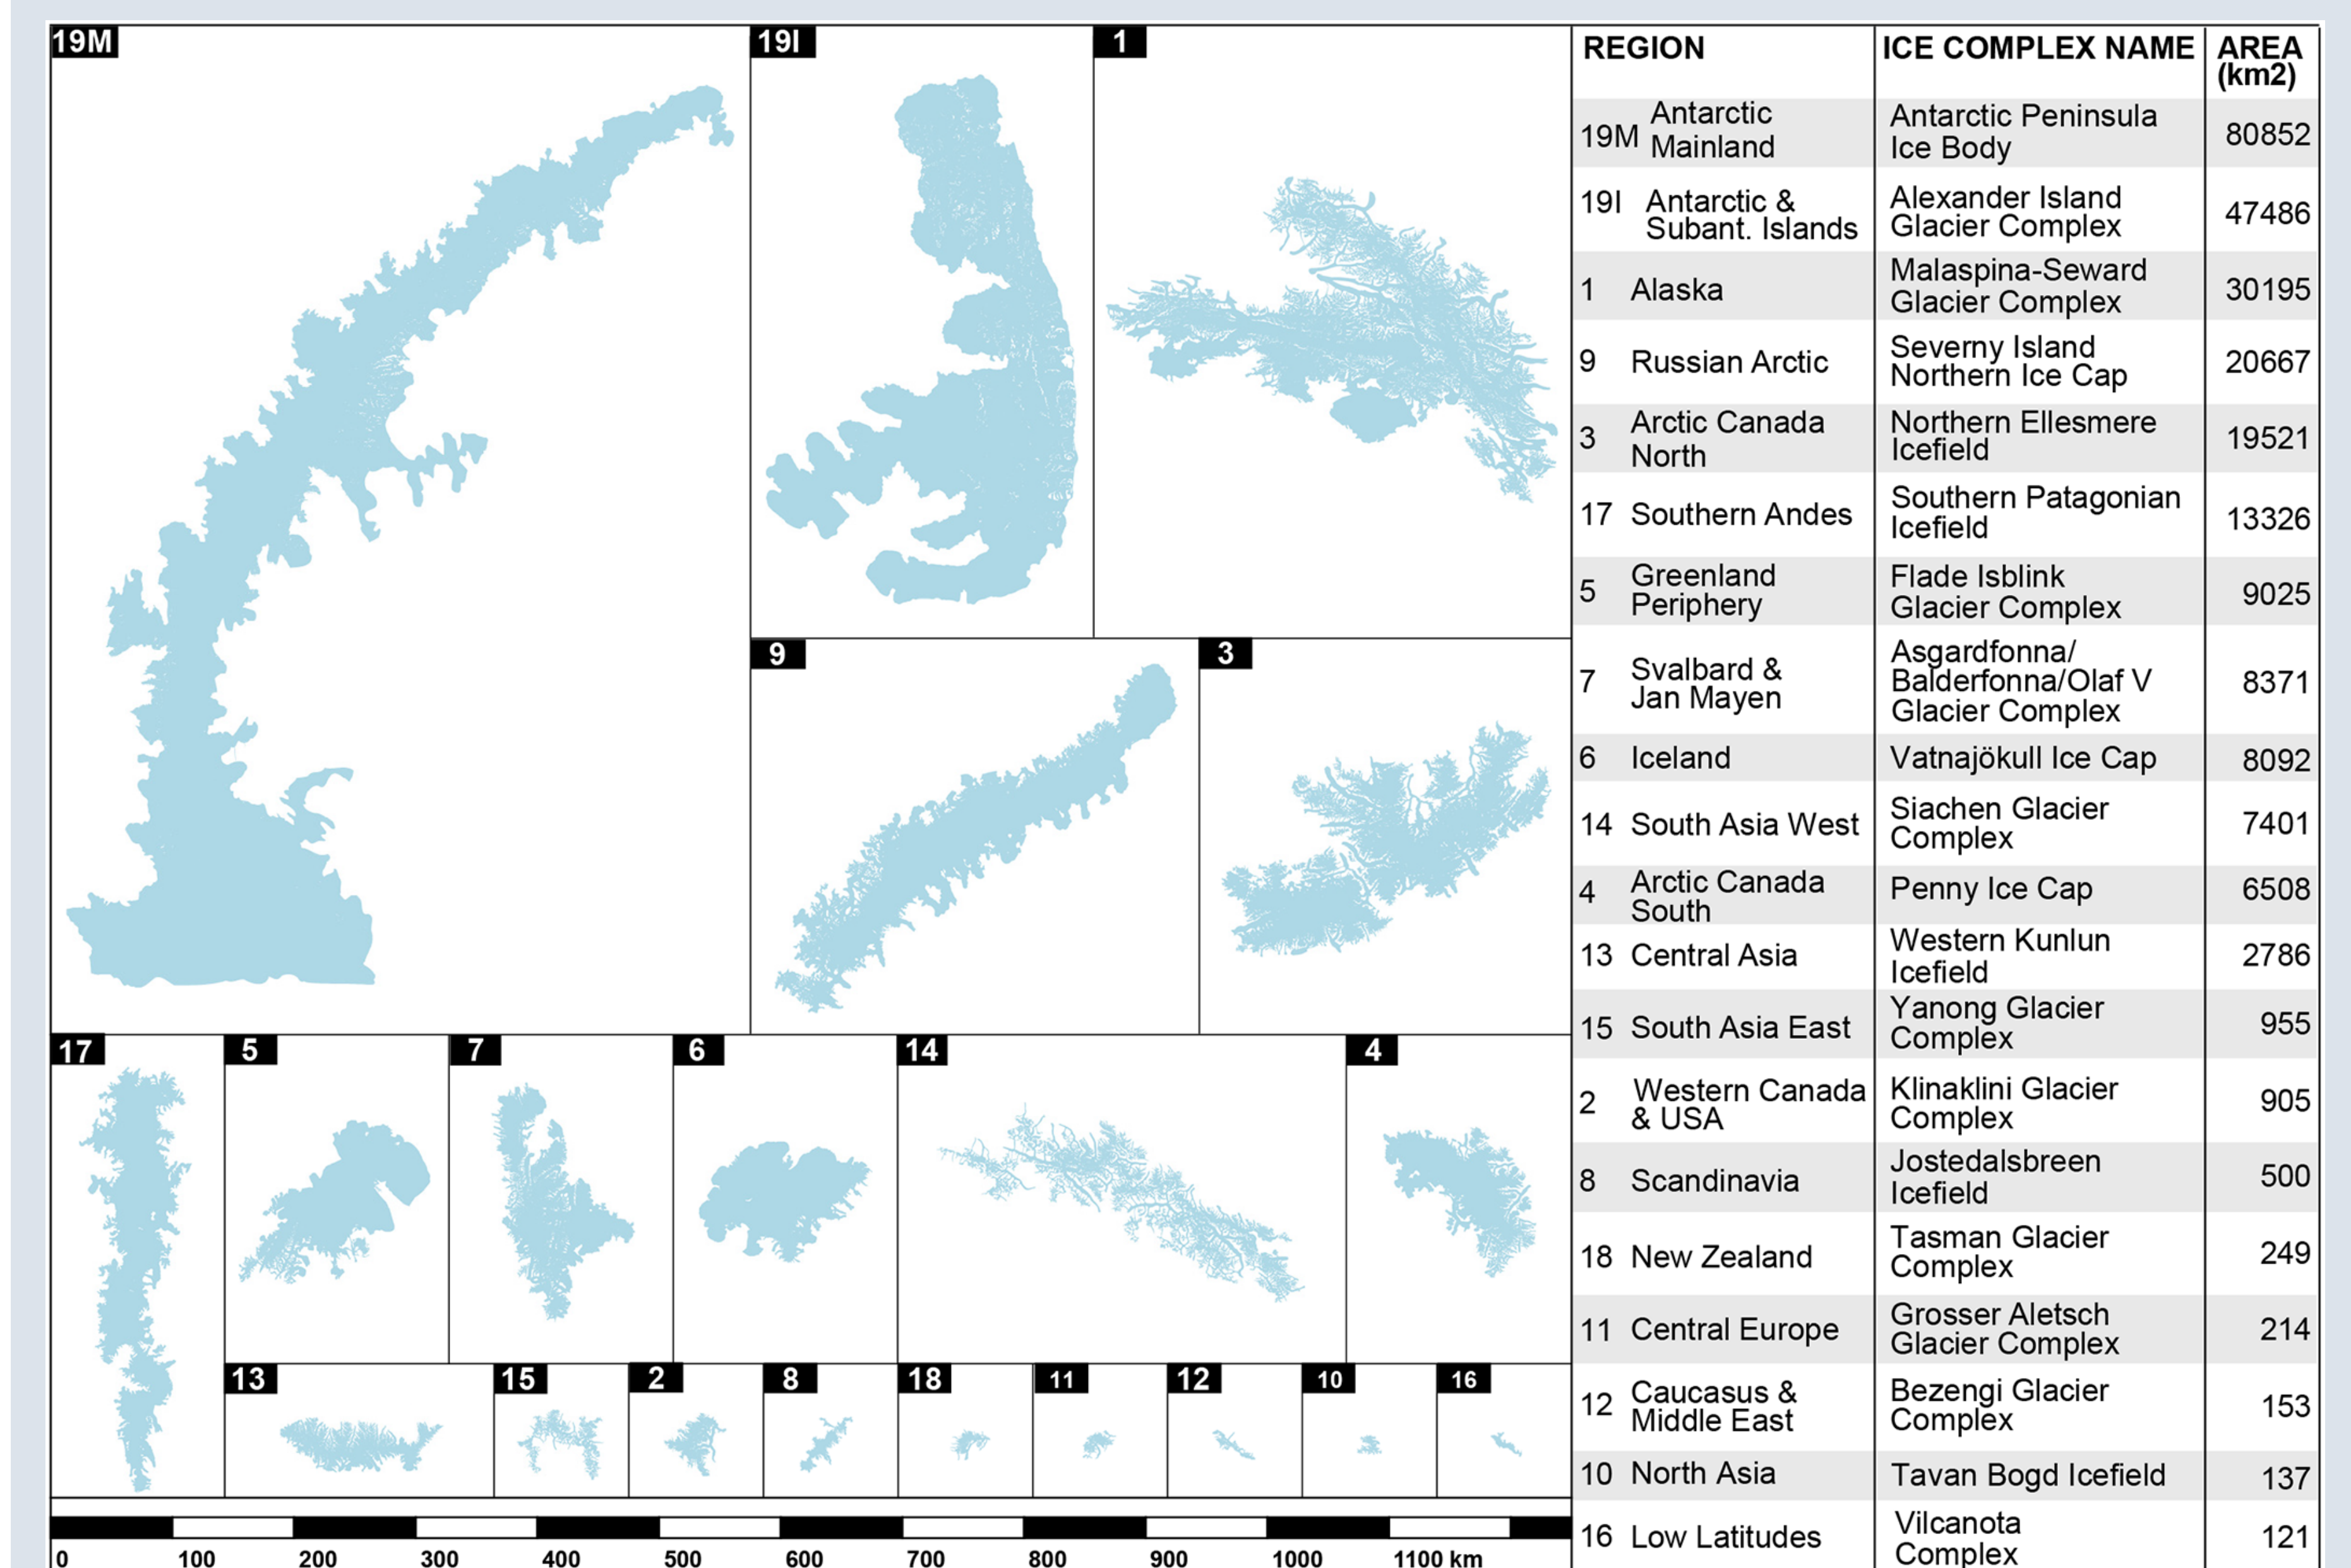 19M
19I
1
9
3
17
5
7
6
14
4
13
15
2
8
18
11
12
10
16
0 100 200 300 400 500 600 700 800 900 1000 1100 km
REGION ICE COMPLEX NAME AREA
(km2)
19M Antarctic Mainland Antarctic Peninsula Ice Body 80852
19I Antarctic & Subant. Islands Alexander Island Glacier Complex 47486
1 Alaska Malaspina-Seward Glacier Complex 30195
9 Russian Arctic Severny Island Northern Ice Cap 20667
3 Arctic Canada North Northern Ellesmere Icefield 19521
17 Southern Andes Southern Patagonian Icefield 13326
5 Greenland Periphery Flade Isblink Glacier Complex 9025
7 Svalbard & Jan Mayen Asgardfonna/ Balderfonna/Olaf V Glacier Complex 8371
6 Iceland Vatnajökull Ice Cap 8092
14 South Asia West Siachen Glacier Complex 7401
4 Arctic Canada South Penny Ice Cap 6508
13 Central Asia Western Kunlun Icefield 2786
15 South Asia East Yanong Glacier Complex 955
2 Western Canada & USA Klinaklini Glacier Complex 905
8 Scandinavia Jostedalsbreen Icefield 500
18 New Zealand Tasman Glacier Complex 249
11 Central Europe Grosser Aletsch Glacier Complex 214
12 Caucasus & Middle East Bezengi Glacier Complex 153
10 North Asia Tavan Bogd Icefield 137
16 Low Latitudes Vilcanota Complex 121